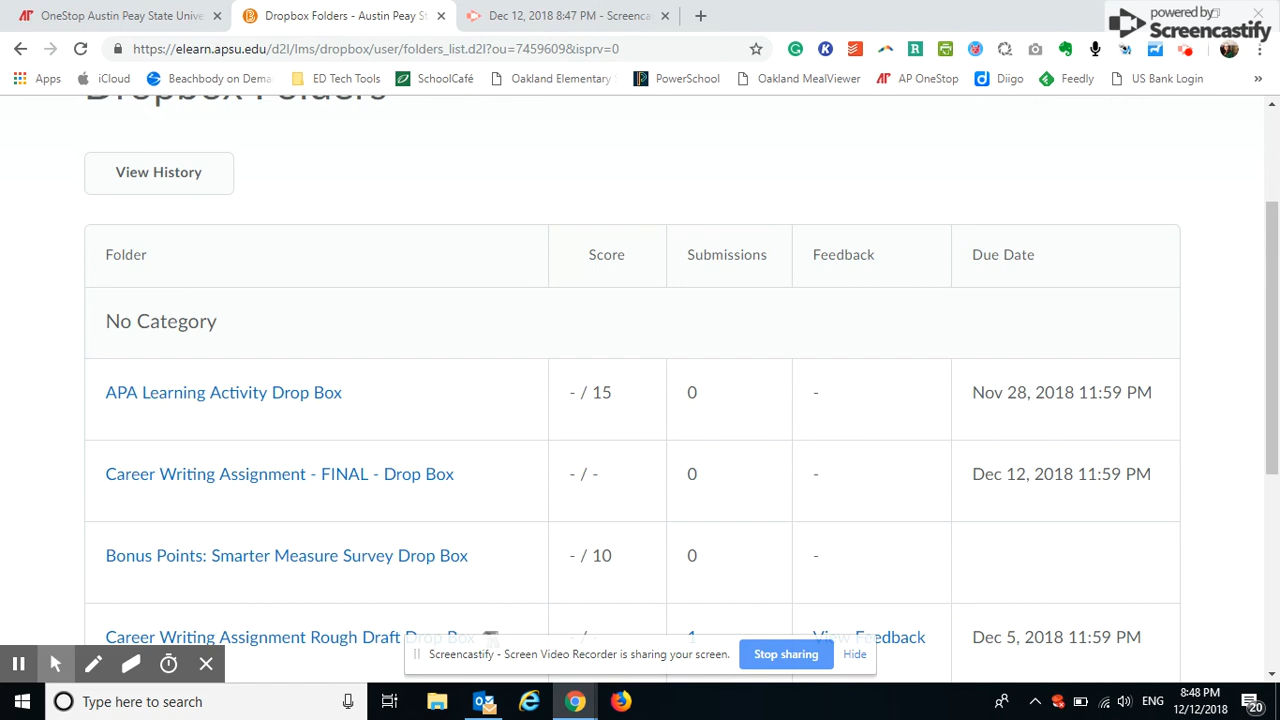 OneStop Austin Peay State Unive
Dropbox Folders - Austin Peay St
Dec 12, 2018 8:47 PM - Screenca
powered by
Screencastify
https://elearn.apsu.edu/d2l/lms/dropbox/user/folders_list.d2l?ou=7459609&isprv=0
Apps iCloud Beachbody on Dema ED Tech Tools SchoolCafé Oakland Elementary PowerSchool Oakland MealViewer AP OneStop Diigo Feedly US Bank Login »
Dropbox Folders
View History
Folder Score Submissions Feedback Due Date
No Category
APA Learning Activity Drop Box - / 15 0 - Nov 28, 2018 11:59 PM
Career Writing Assignment - FINAL - Drop Box - / - 0 - Dec 12, 2018 11:59 PM
Bonus Points: Smarter Measure Survey Drop Box - / 10 0 -
Career Writing Assignment Rough Draft Drop Box - / - 1 View Feedback Dec 5, 2018 11:59 PM
Screencastify - Screen Video Recorder is sharing your screen. Stop sharing Hide
Type here to search
ENG
8:48 PM
12/12/2018
20